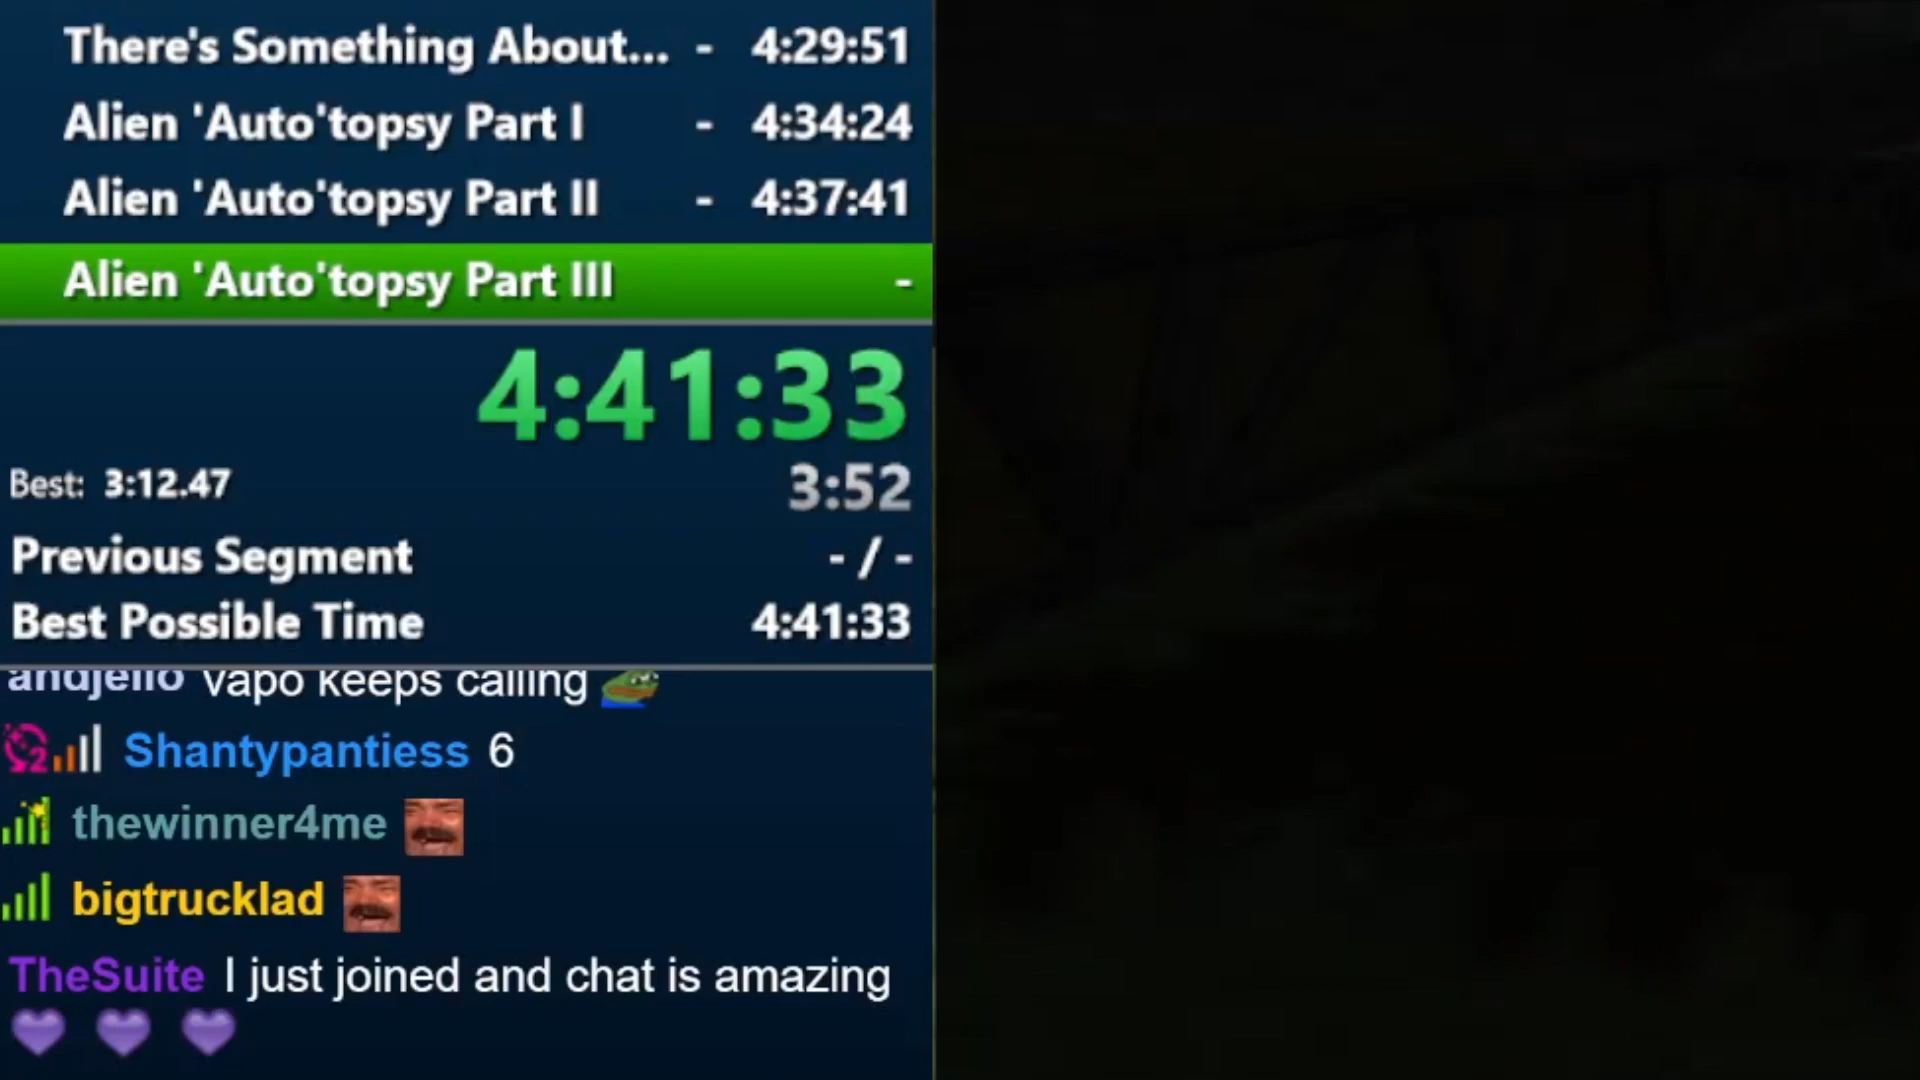 There's Something About... - 4:29:51
Alien 'Auto'topsy Part I - 4:34:24
Alien 'Auto'topsy Part II - 4:37:41
Alien 'Auto'topsy Part III -
4:41:33
Best: 3:12.47 3:52
Previous Segment - / -
Best Possible Time 4:41:33
andjello vapo keeps calling
2 Shantypantiess 6
thewinner4me
bigtrucklad
TheSuite I just joined and chat is amazing